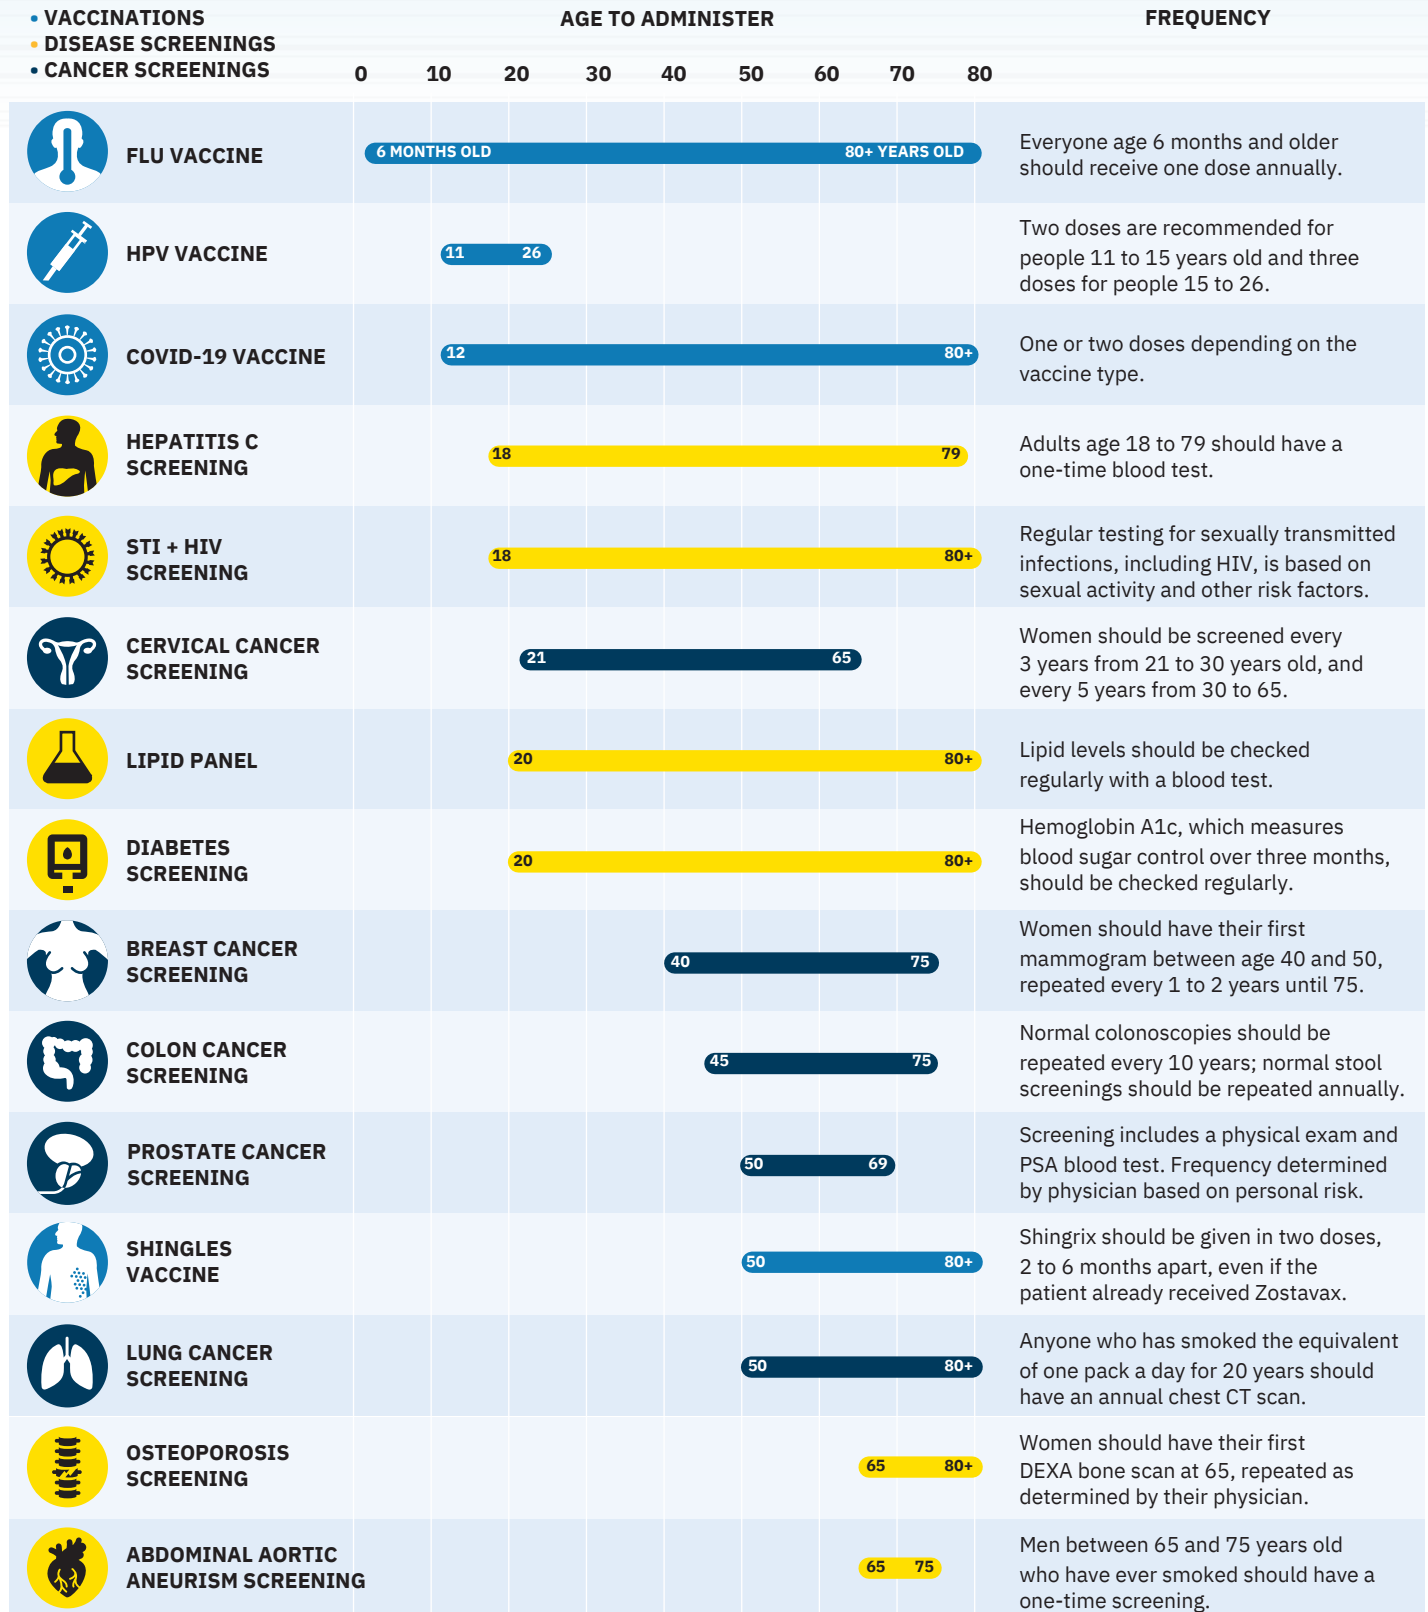 • VACCINATIONS
• DISEASE SCREENINGS
• CANCER SCREENINGS
AGE TO ADMINISTER
FREQUENCY
0 10 20 30 40 50 60 70 80
FLU VACCINE
6 MONTHS OLD 80+ YEARS OLD
Everyone age 6 months and older
should receive one dose annually.
HPV VACCINE
11 26
Two doses are recommended for
people 11 to 15 years old and three
doses for people 15 to 26.
COVID-19 VACCINE
12 80+
One or two doses depending on the
vaccine type.
HEPATITIS C
SCREENING
18 79
Adults age 18 to 79 should have a
one-time blood test.
STI + HIV
SCREENING
18 80+
Regular testing for sexually transmitted
infections, including HIV, is based on
sexual activity and other risk factors.
CERVICAL CANCER
SCREENING
21 65
Women should be screened every
3 years from 21 to 30 years old, and
every 5 years from 30 to 65.
LIPID PANEL
20 80+
Lipid levels should be checked
regularly with a blood test.
DIABETES
SCREENING
20 80+
Hemoglobin A1c, which measures
blood sugar control over three months,
should be checked regularly.
BREAST CANCER
SCREENING
40 75
Women should have their first
mammogram between age 40 and 50,
repeated every 1 to 2 years until 75.
COLON CANCER
SCREENING
45 75
Normal colonoscopies should be
repeated every 10 years; normal stool
screenings should be repeated annually.
PROSTATE CANCER
SCREENING
50 69
Screening includes a physical exam and
PSA blood test. Frequency determined
by physician based on personal risk.
SHINGLES
VACCINE
50 80+
Shingrix should be given in two doses,
2 to 6 months apart, even if the
patient already received Zostavax.
LUNG CANCER
SCREENING
50 80+
Anyone who has smoked the equivalent
of one pack a day for 20 years should
have an annual chest CT scan.
OSTEOPOROSIS
SCREENING
65 80+
Women should have their first
DEXA bone scan at 65, repeated as
determined by their physician.
ABDOMINAL AORTIC
ANEURISM SCREENING
65 75
Men between 65 and 75 years old
who have ever smoked should have a
one-time screening.